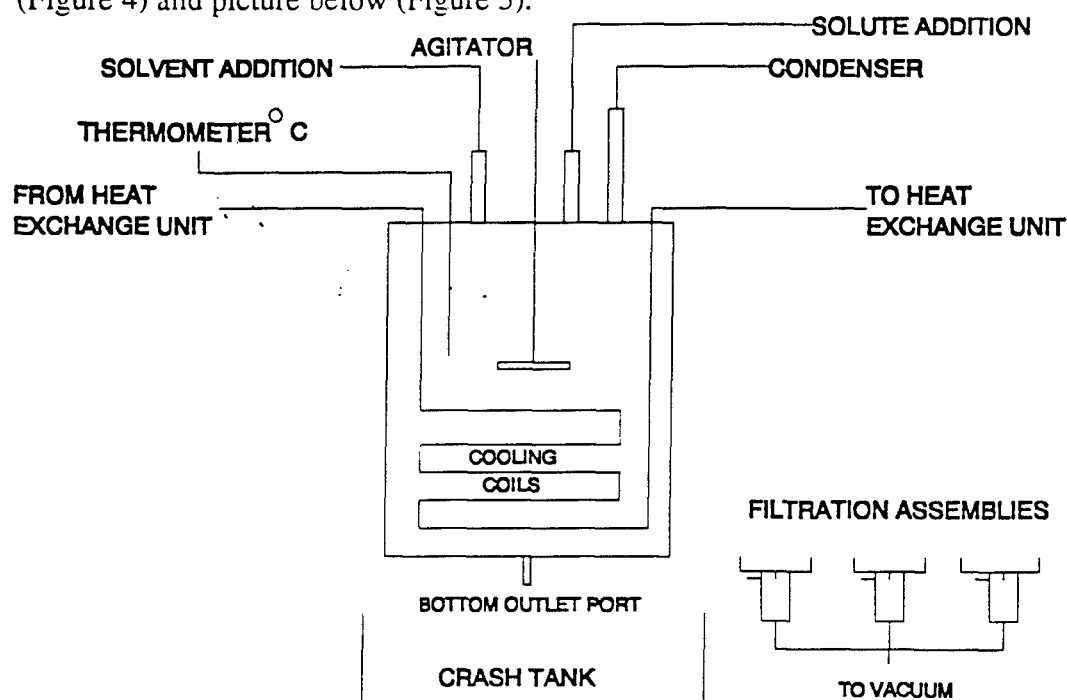 (Figure 4) and picture below (Figure 5).
SOLUTE ADDITION
AGITATOR
SOLVENT ADDITION
CONDENSER
THERMOMETER° C
FROM HEAT
EXCHANGE UNIT
TO HEAT
EXCHANGE UNIT
COOLING
COILS
FILTRATION ASSEMBLIES
BOTTOM OUTLET PORT
CRASH TANK
TO VACUUM